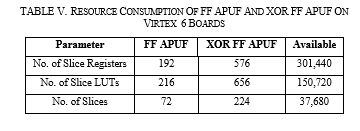 TABLE V. RESOURCE CONSUMPTION OF FF APUF AND XOR FF APUF ON
VIRTEX 6 BOARDS
Parameter FF APUF XOR FF APUF Available
No. of Slice Registers 192 576 301,440
No. of Slice LUTs 216 656 150,720
No. of Slices 72 224 37,680